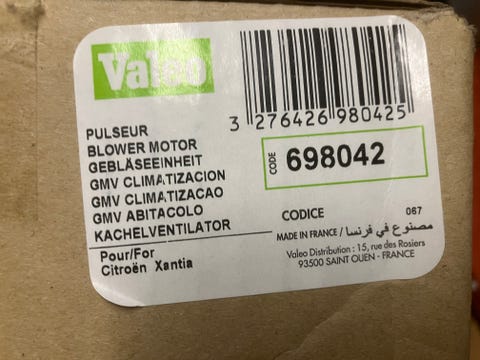 Valeo
3 276426 980425
PULSEUR
BLOWER MOTOR
GEBLÄSEEINHEIT
GMV CLIMATIZACION
GMV CLIMATIZACAO
GMV ABITACOLO
KACHELVENTILATOR
Pour/For
Citroën Xantia
CODE
698042
CODICE
067
MADE IN FRANCE / مصنوع في فرنسا
Valeo Distribution : 15, rue des Rosiers
93500 SAINT OUEN - FRANCE